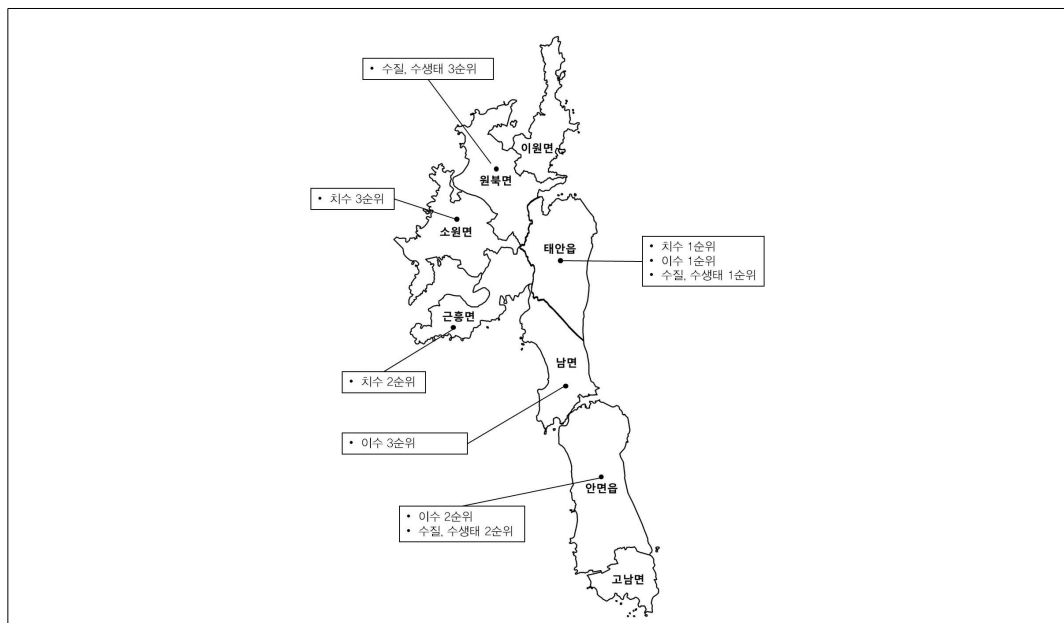 • 수질, 수생태 3순위
이원면
원북면
• 치수 3순위
소원면
태안읍
• 치수 1순위
• 이수 1순위
• 수질, 수생태 1순위
근흥면
남면
• 치수 2순위
• 이수 3순위
안면읍
• 이수 2순위
• 수질, 수생태 2순위
고남면